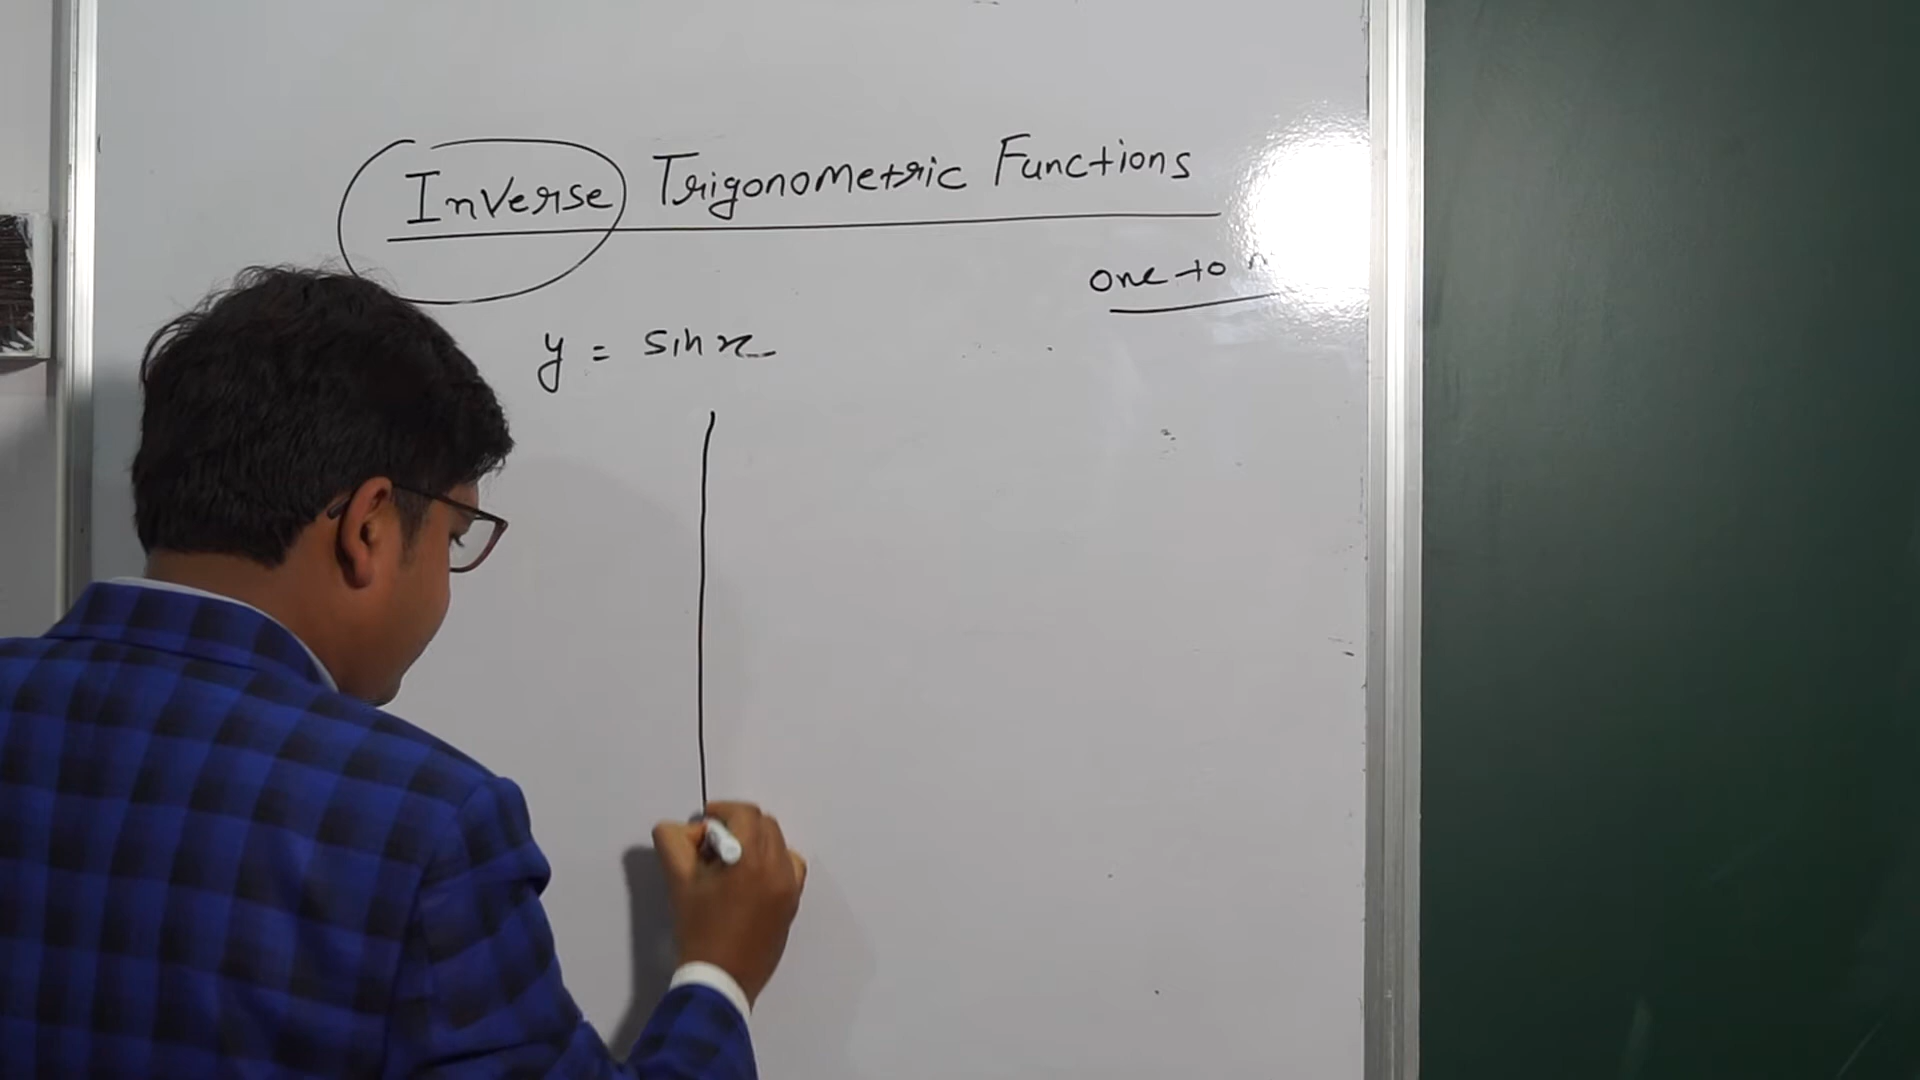 Inverse Trigonometric Functions
one to
y = sin x